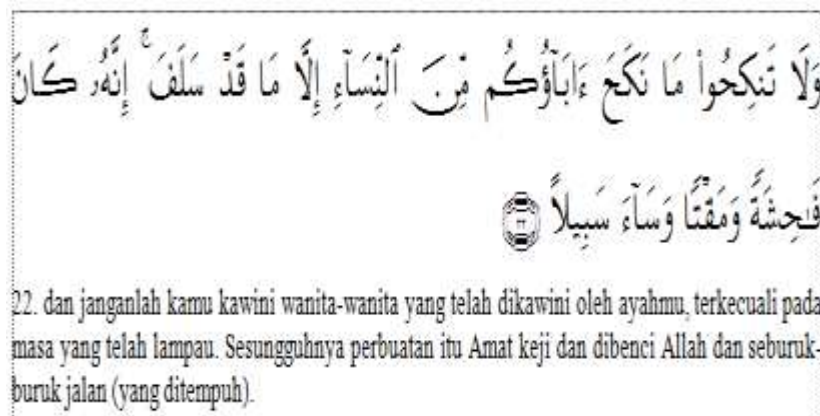 وَلَا تَنكِحُوا۟ مَا نَكَحَ ءَابَآؤُكُم مِّنَ ٱلنِّسَآءِ إِلَّا مَا قَدْ سَلَفَ ۚ إِنَّهُۥ كَانَ
فَـٰحِشَةً وَمَقْتًا وَسَآءَ سَبِيلاً ﴿٢٢﴾
22. dan janganlah kamu kawini wanita-wanita yang telah dikawini oleh ayahmu, terkecuali pada
masa yang telah lampau. Sesungguhnya perbuatan itu Amat keji dan dibenci Allah dan seburuk-
buruk jalan (yang ditempuh).